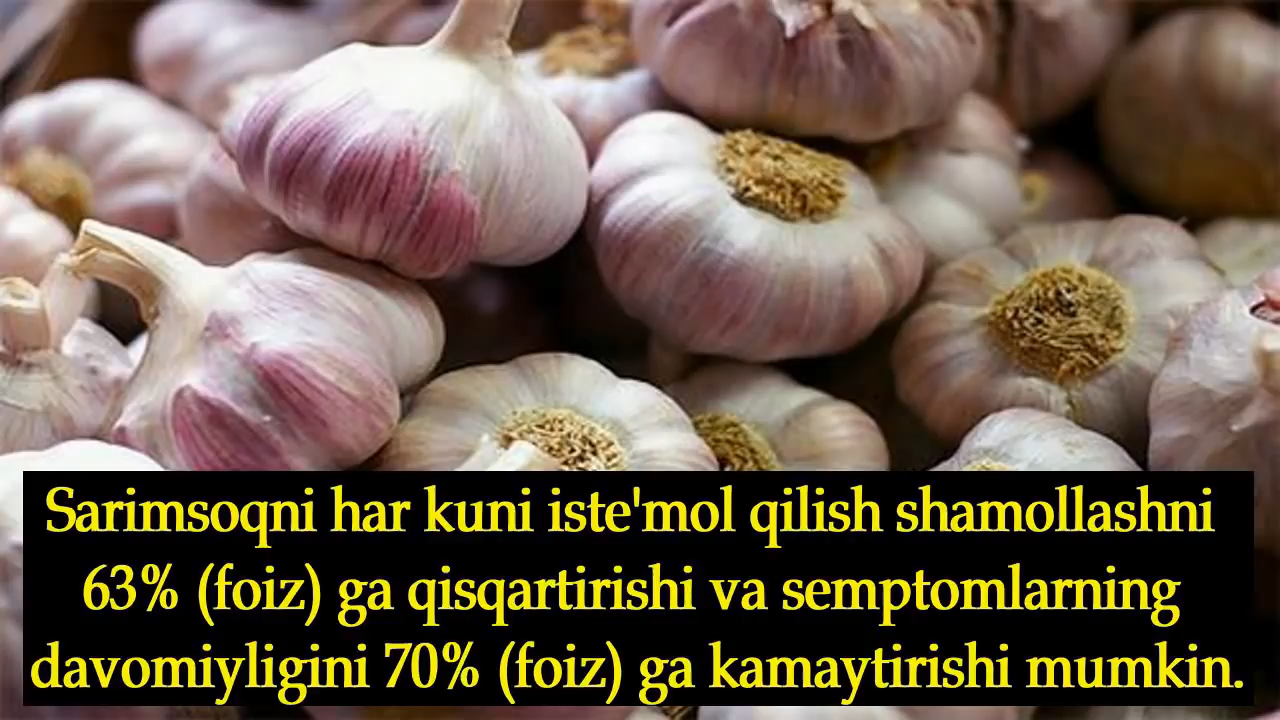 Sarimsoqni har kuni iste'mol qilish shamollashni
63% (foiz) ga qisqartirishi va semptomlarning
davomiyligini 70% (foiz) ga kamaytirishi mumkin.